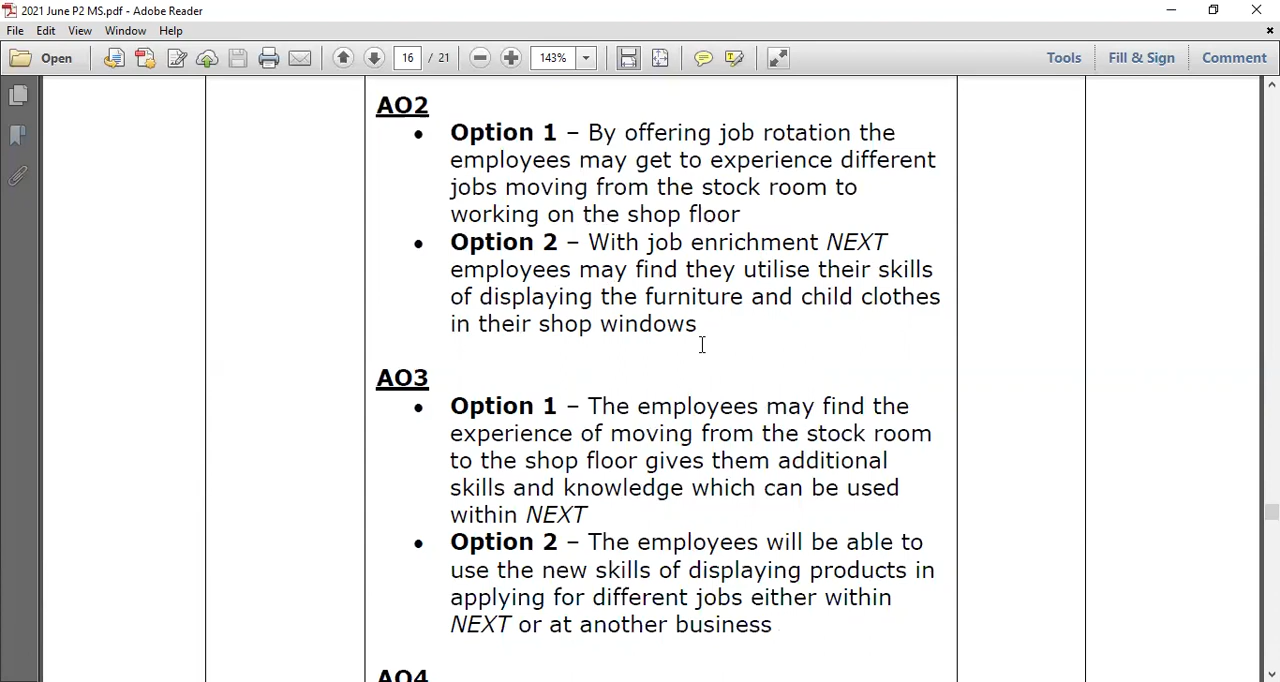 2021 June P2 MS.pdf - Adobe Reader
File Edit View Window Help
Open 16 / 21 143% Tools Fill & Sign Comment
AO2
• Option 1 – By offering job rotation the
employees may get to experience different
jobs moving from the stock room to
working on the shop floor
• Option 2 – With job enrichment NEXT
employees may find they utilise their skills
of displaying the furniture and child clothes
in their shop windows
AO3
• Option 1 – The employees may find the
experience of moving from the stock room
to the shop floor gives them additional
skills and knowledge which can be used
within NEXT
• Option 2 – The employees will be able to
use the new skills of displaying products in
applying for different jobs either within
NEXT or at another business
AO4